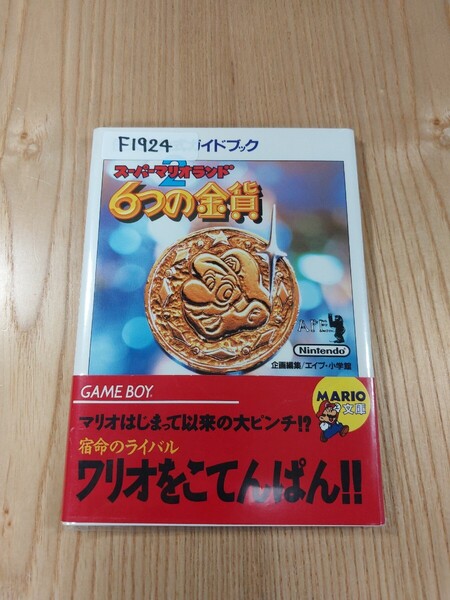 F1924
イドブック
スーパーマリオランド
2
6つの金貨
APE
Nintendo
企画編集/エイプ・小学館
GAME BOY
MARIO
文庫
マリオはじまって以来の大ピンチ!?
宿命のライバル
ワリオをこてんぱん!!